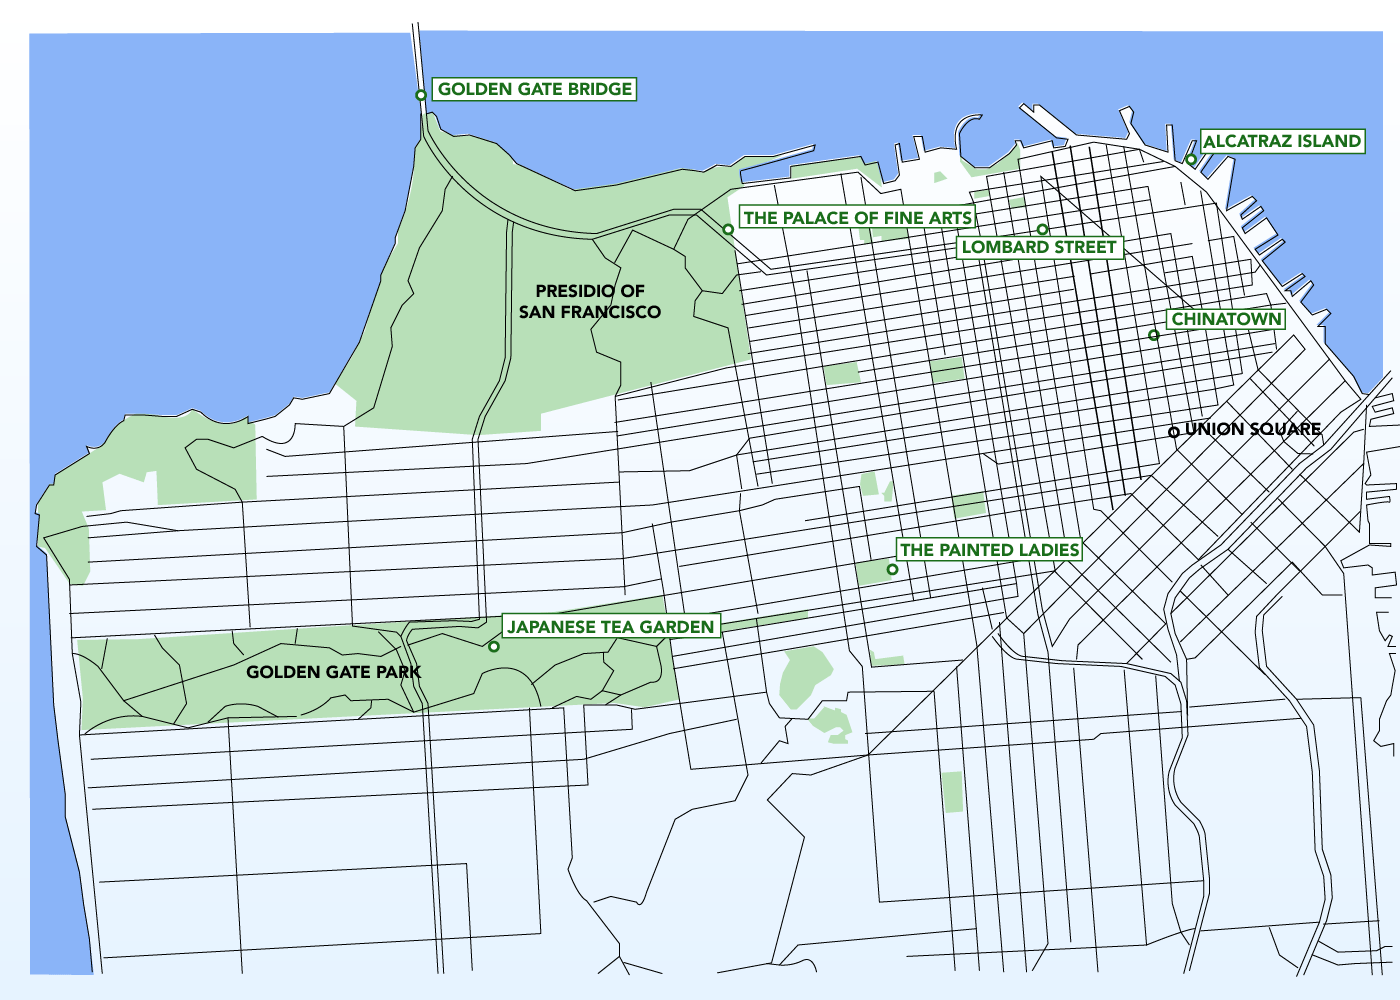 GOLDEN GATE BRIDGE
ALCATRAZ ISLAND
THE PALACE OF FINE ARTS
LOMBARD STREET
PRESIDIO OF
SAN FRANCISCO
CHINATOWN
UNION SQUARE
THE PAINTED LADIES
JAPANESE TEA GARDEN
GOLDEN GATE PARK